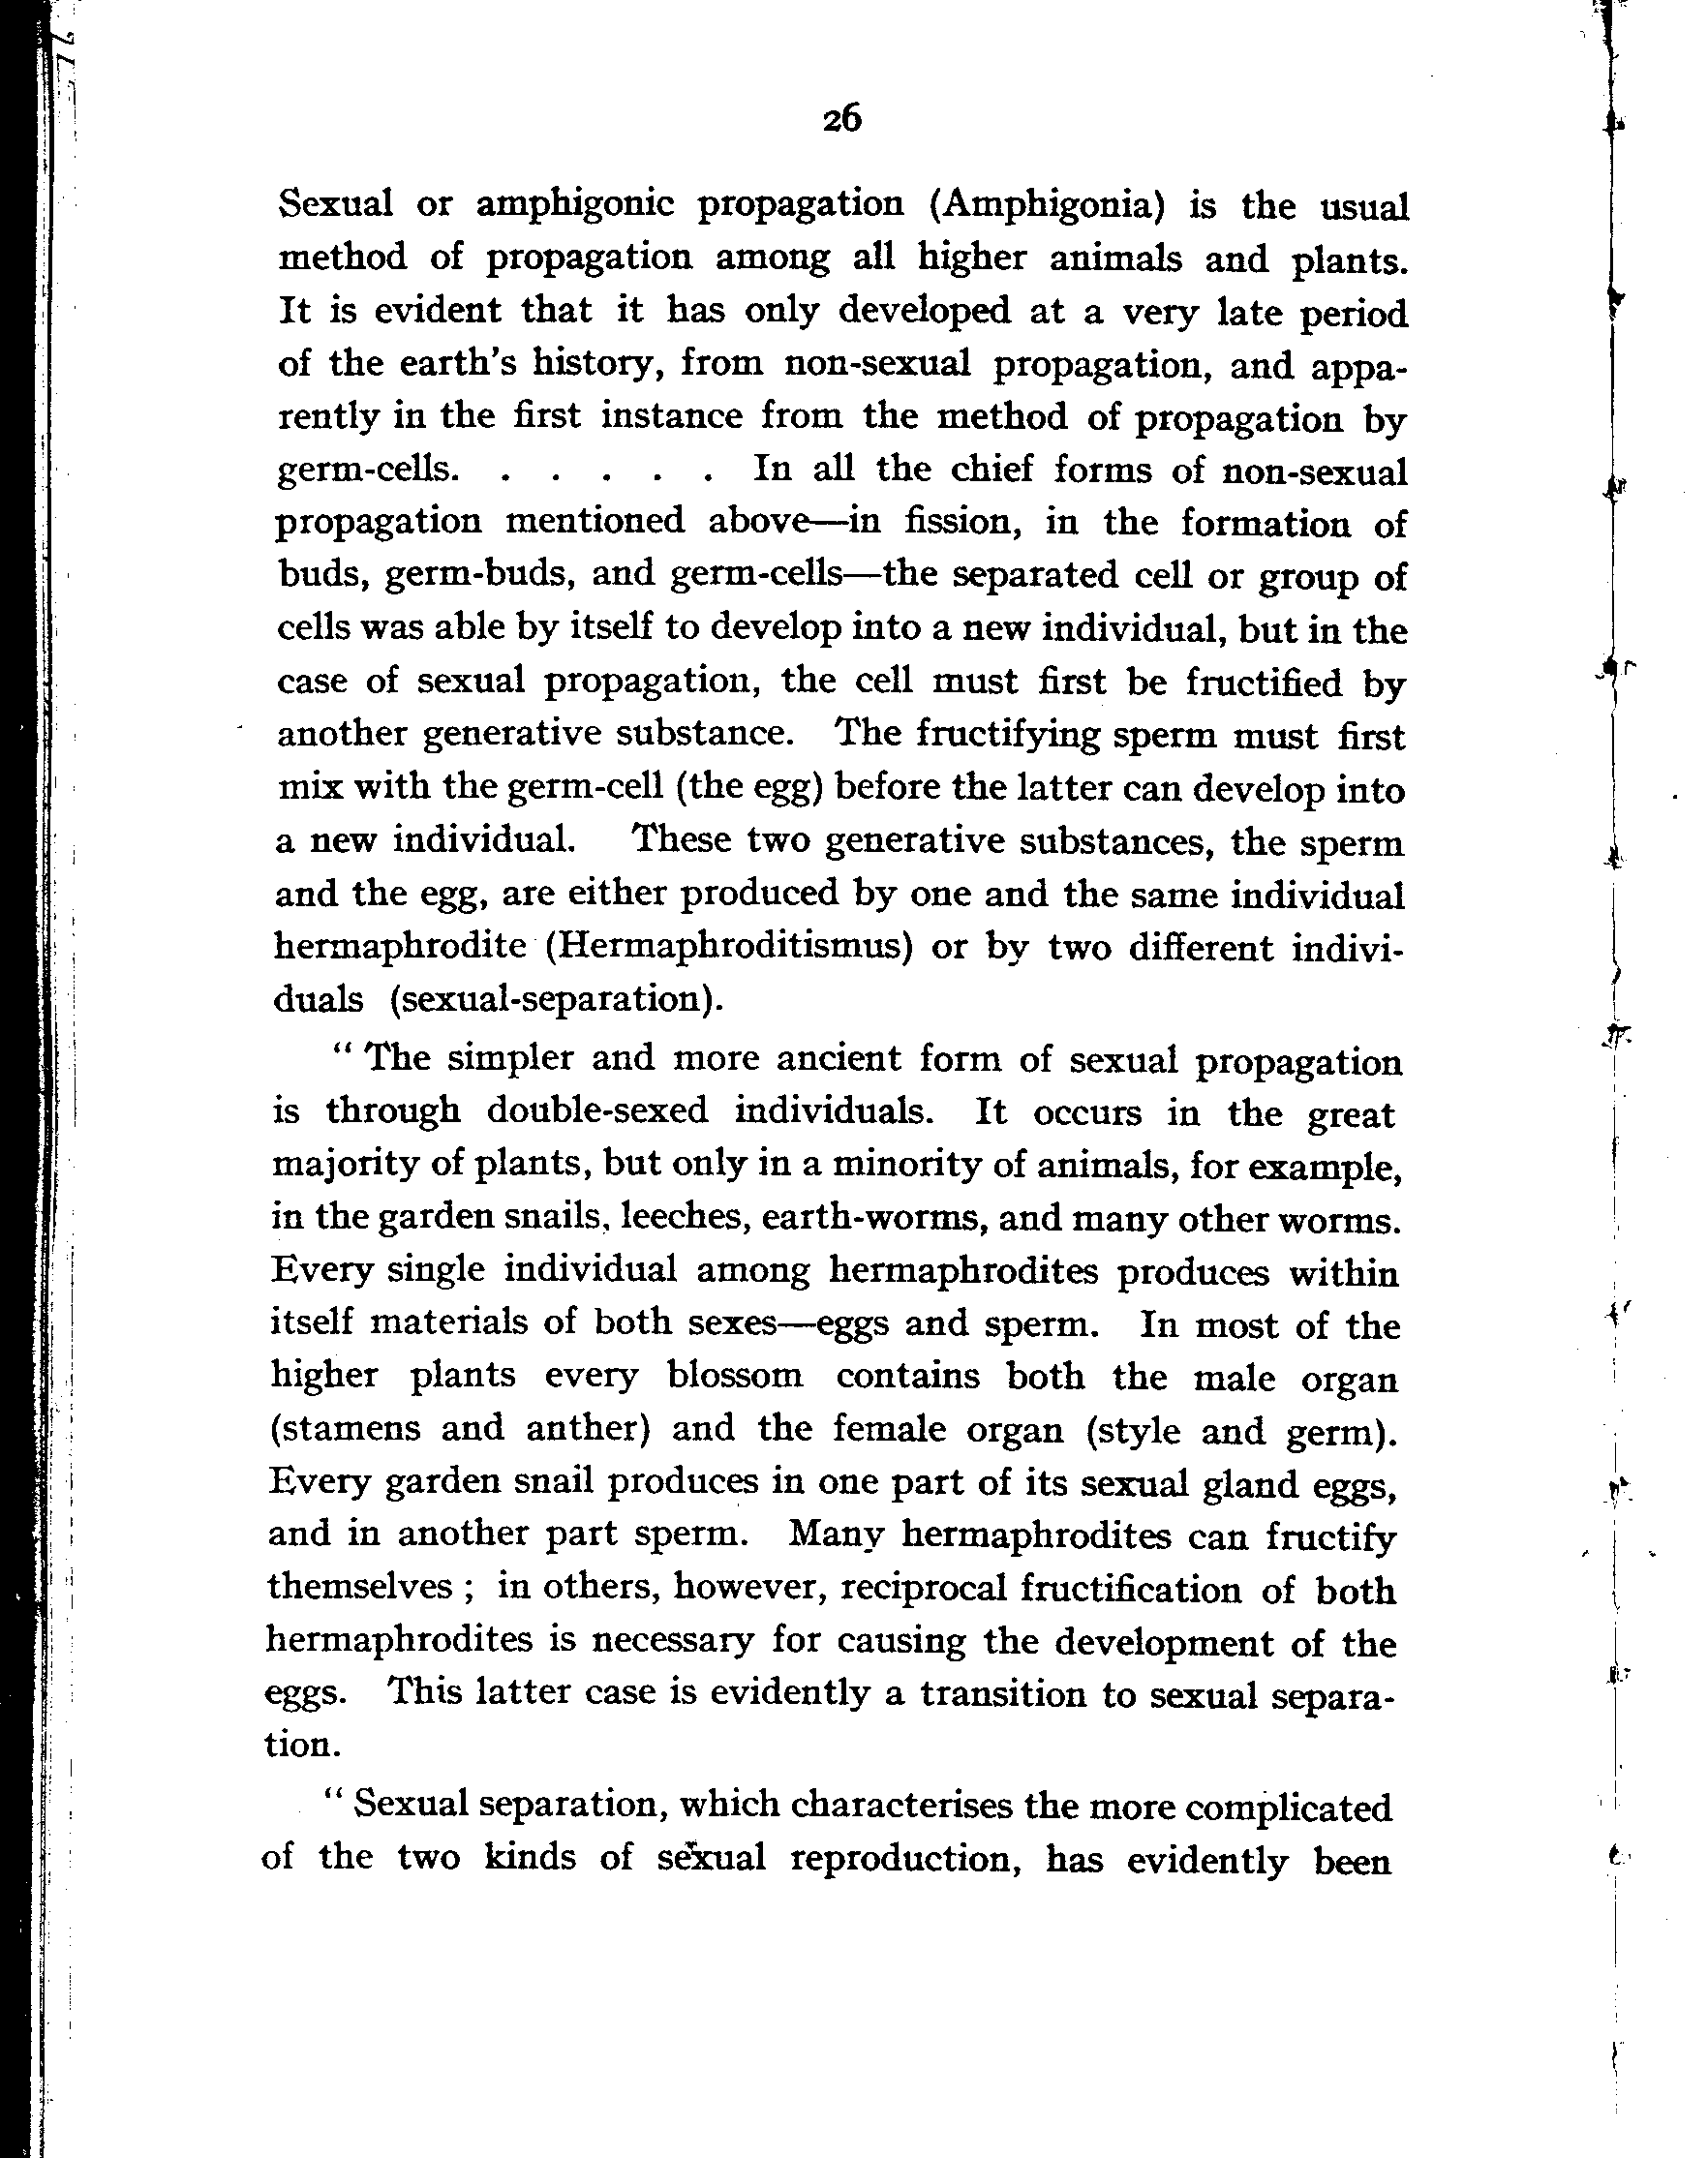 26
Sexual or amphigonic propagation (Amphigonia) is the usual
method of propagation among all higher animals and plants.
It is evident that it has only developed at a very late period
of the earth's history, from non-sexual propagation, and appa-
rently in the first instance from the method of propagation by
germ-cells. . . . . . In all the chief forms of non-sexual
propagation mentioned above—in fission, in the formation of
buds, germ-buds, and germ-cells—the separated cell or group of
cells was able by itself to develop into a new individual, but in the
case of sexual propagation, the cell must first be fructified by
another generative substance. The fructifying sperm must first
mix with the germ-cell (the egg) before the latter can develop into
a new individual. These two generative substances, the sperm
and the egg, are either produced by one and the same individual
hermaphrodite (Hermaphroditismus) or by two different indivi-
duals (sexual-separation).
“ The simpler and more ancient form of sexual propagation
is through double-sexed individuals. It occurs in the great
majority of plants, but only in a minority of animals, for example,
in the garden snails, leeches, earth-worms, and many other worms.
Every single individual among hermaphrodites produces within
itself materials of both sexes—eggs and sperm. In most of the
higher plants every blossom contains both the male organ
(stamens and anther) and the female organ (style and germ).
Every garden snail produces in one part of its sexual gland eggs,
and in another part sperm. Many hermaphrodites can fructify
themselves ; in others, however, reciprocal fructification of both
hermaphrodites is necessary for causing the development of the
eggs. This latter case is evidently a transition to sexual separa-
tion.
“ Sexual separation, which characterises the more complicated
of the two kinds of sexual reproduction, has evidently been